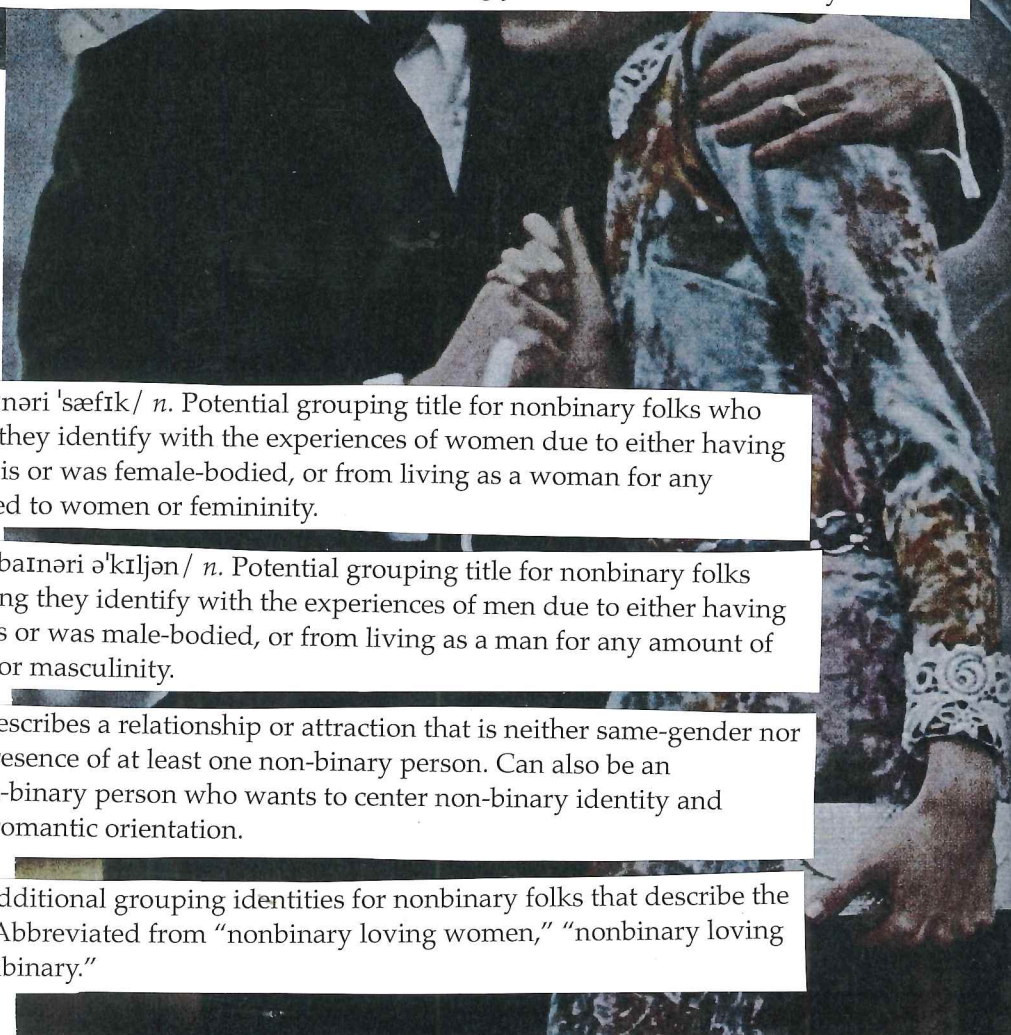 nəri ˈsæfɪk/ n. Potential grouping title for nonbinary folks who
they identify with the experiences of women due to either having
is or was female-bodied, or from living as a woman for any
ed to women or femininity.
baɪnəri əˈkɪljən/ n. Potential grouping title for nonbinary folks
ng they identify with the experiences of men due to either having
s or was male-bodied, or from living as a man for any amount of
or masculinity.
escribes a relationship or attraction that is neither same-gender nor
esence of at least one non-binary person. Can also be an
-binary person who wants to center non-binary identity and
omantic orientation.
dditional grouping identities for nonbinary folks that describe the
Abbreviated from “nonbinary loving women,” “nonbinary loving
binary.”